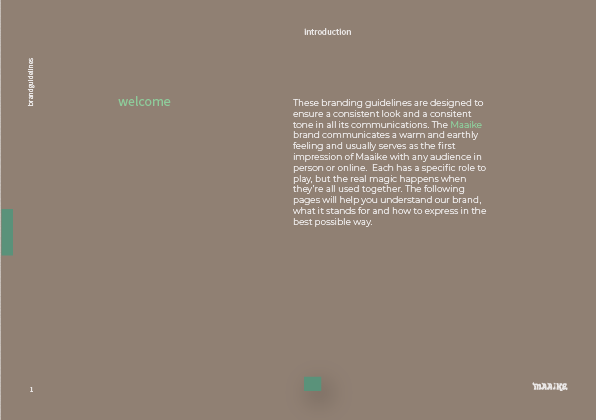 introduction
brandguidelines
welcome
These branding guidelines are designed to
ensure a consistent look and a consitent
tone in all its communications. The Maaike
brand communicates a warm and earthly
feeling and usually serves as the first
impression of Maaike with any audience in
person or online.  Each has a specific role to
play, but the real magic happens when
they're all used together. The following
pages will help you understand our brand,
what it stands for and how to express in the
best possible way.
1
MAAiKE